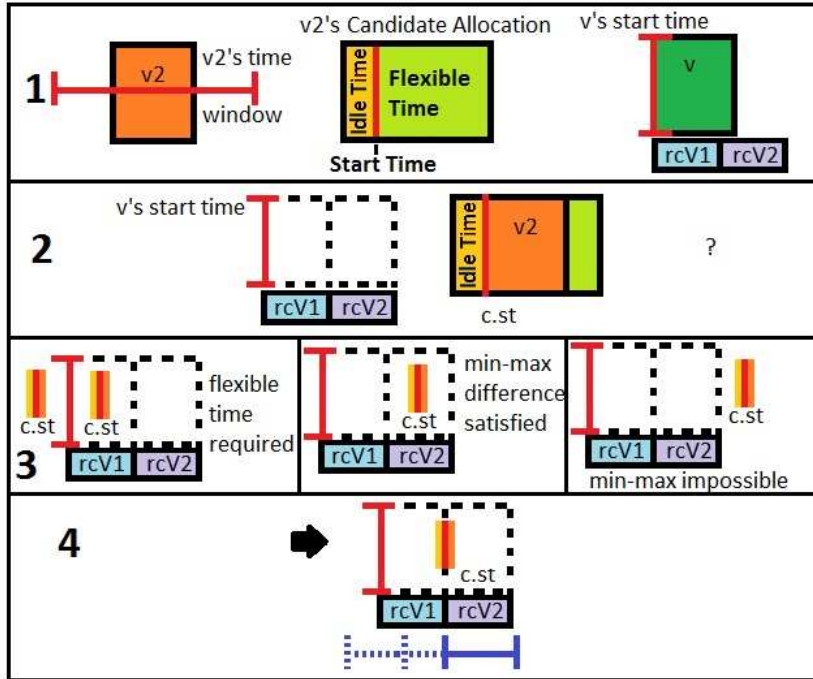 v2's Candidate Allocation
v's start time
1
v2
v2's time
window
Idle Time
Flexible
Time
Start Time
v
rcV1 rcV2
2
v's start time
rcV1 rcV2
Idle Time
v2
c.st
?
3
c.st
c.st
flexible
time
required
rcV1 rcV2
min-max
difference
satisfied
c.st
rcV1 rcV2
c.st
rcV1 rcV2
min-max impossible
4
c.st
rcV1 rcV2